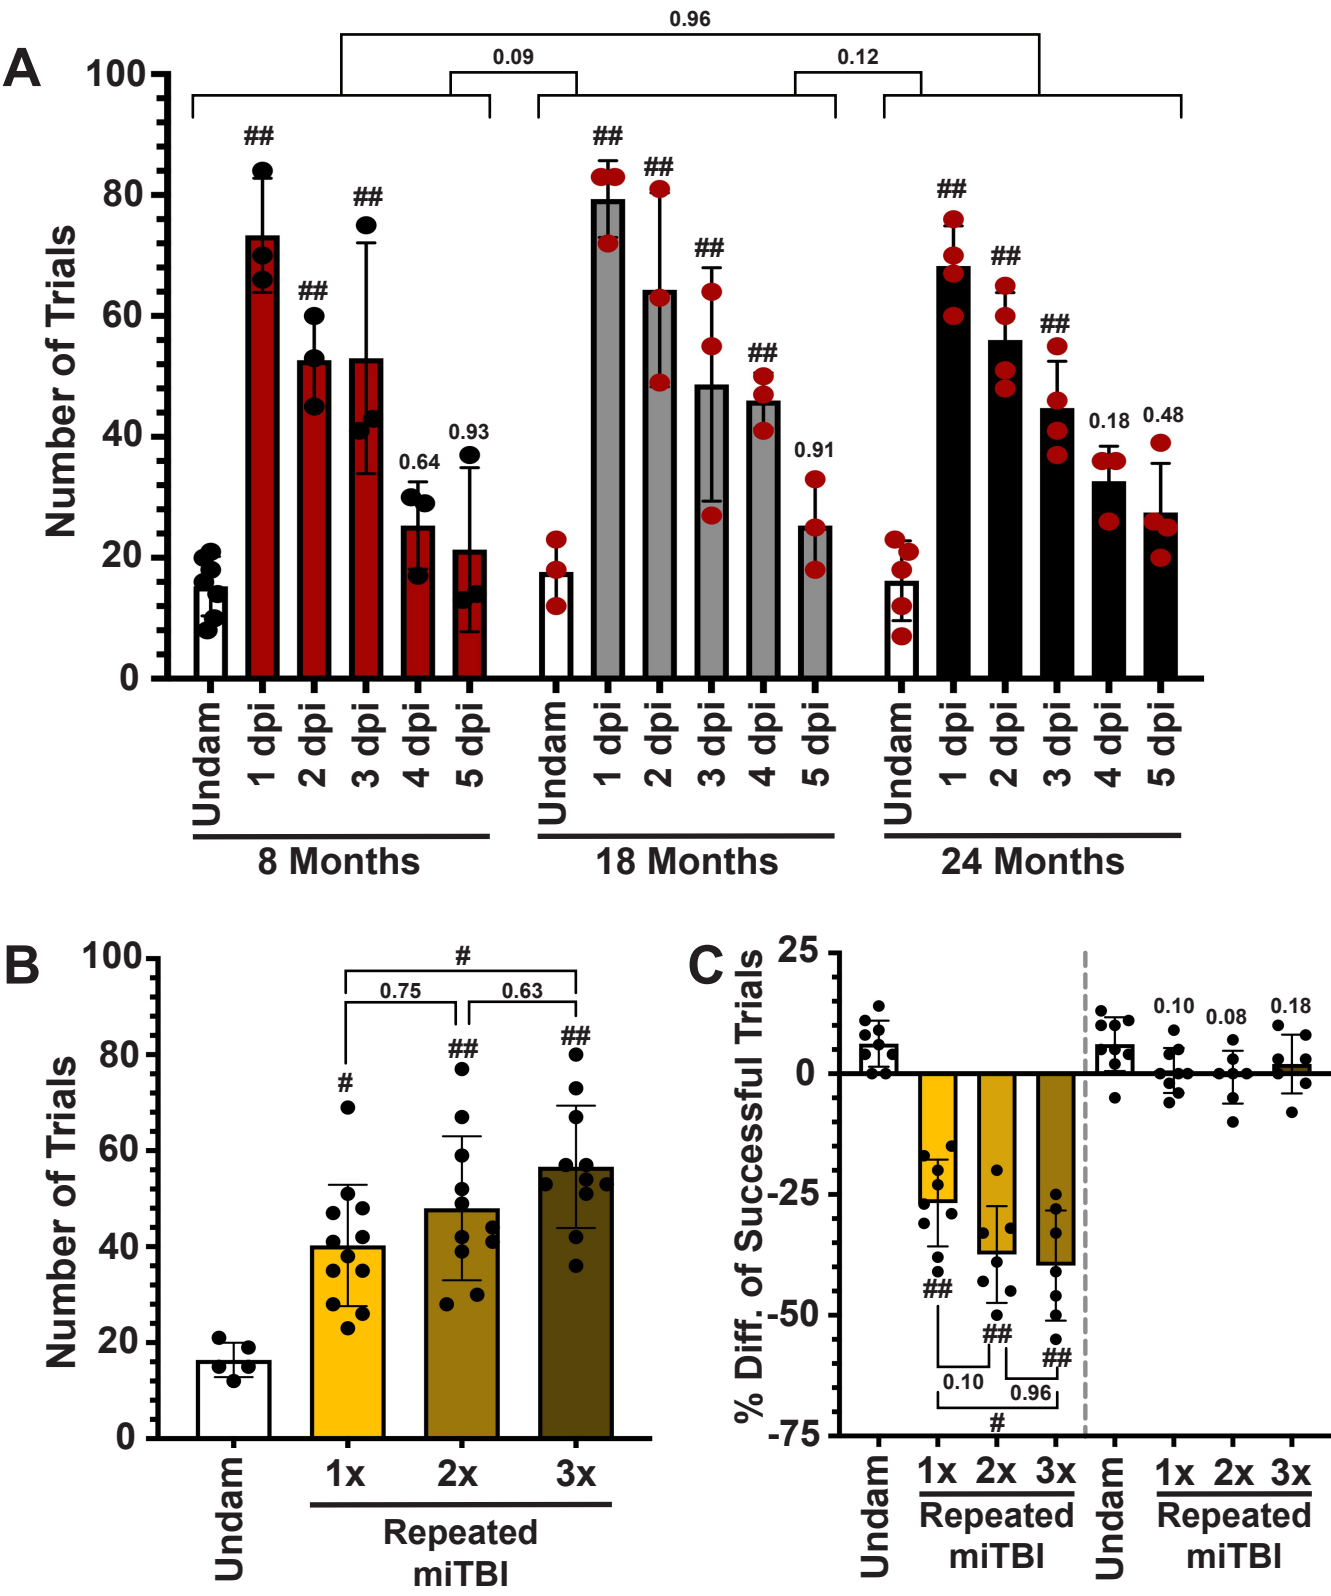 A
0.96
0.09
0.12
Number of Trials
100
80
60
40
20
0
##
##
##
0.64
0.93
##
##
##
##
0.91
##
##
##
0.18
0.48
Undam
1 dpi
2 dpi
3 dpi
4 dpi
5 dpi
Undam
1 dpi
2 dpi
3 dpi
4 dpi
5 dpi
Undam
1 dpi
2 dpi
3 dpi
4 dpi
5 dpi
8 Months
18 Months
24 Months
B
Number of Trials
100
80
60
40
20
0
#
0.75
0.63
#
##
##
Undam
1x
2x
3x
Repeated
miTBI
C
% Diff. of Successful Trials
25
0
-25
-50
-75
##
##
##
0.10
0.96
#
0.10
0.08
0.18
Undam
1x
2x
3x
Repeated
miTBI
Undam
1x
2x
3x
Repeated
miTBI